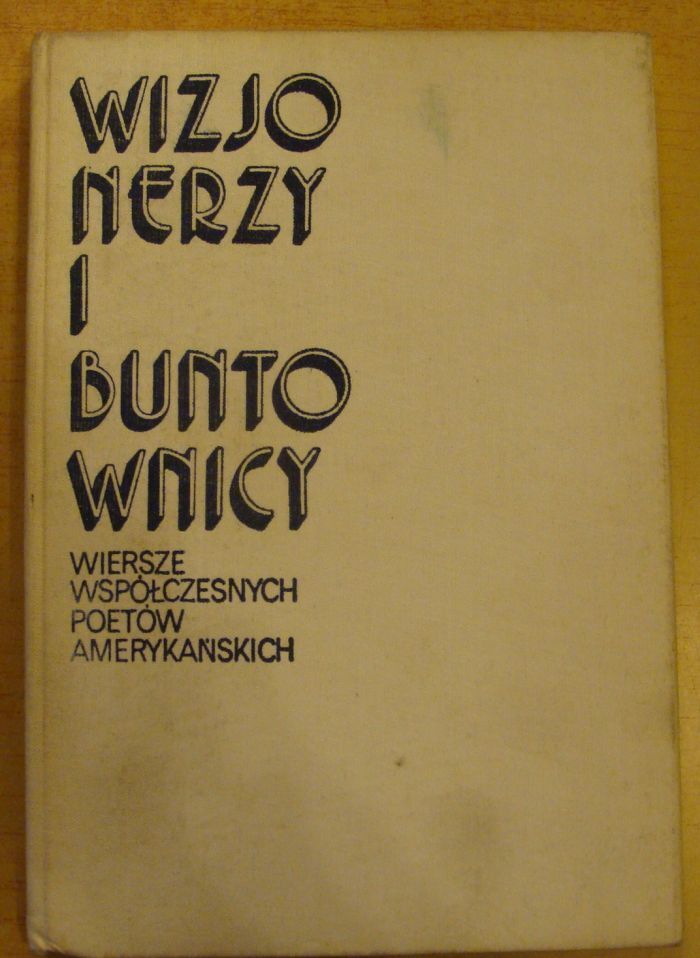 WIZJO
NERZY
I
BUNTO
WNICY
WIERSZE
WSPÓŁCZESNYCH
POETÓW
AMERYKAŃSKICH